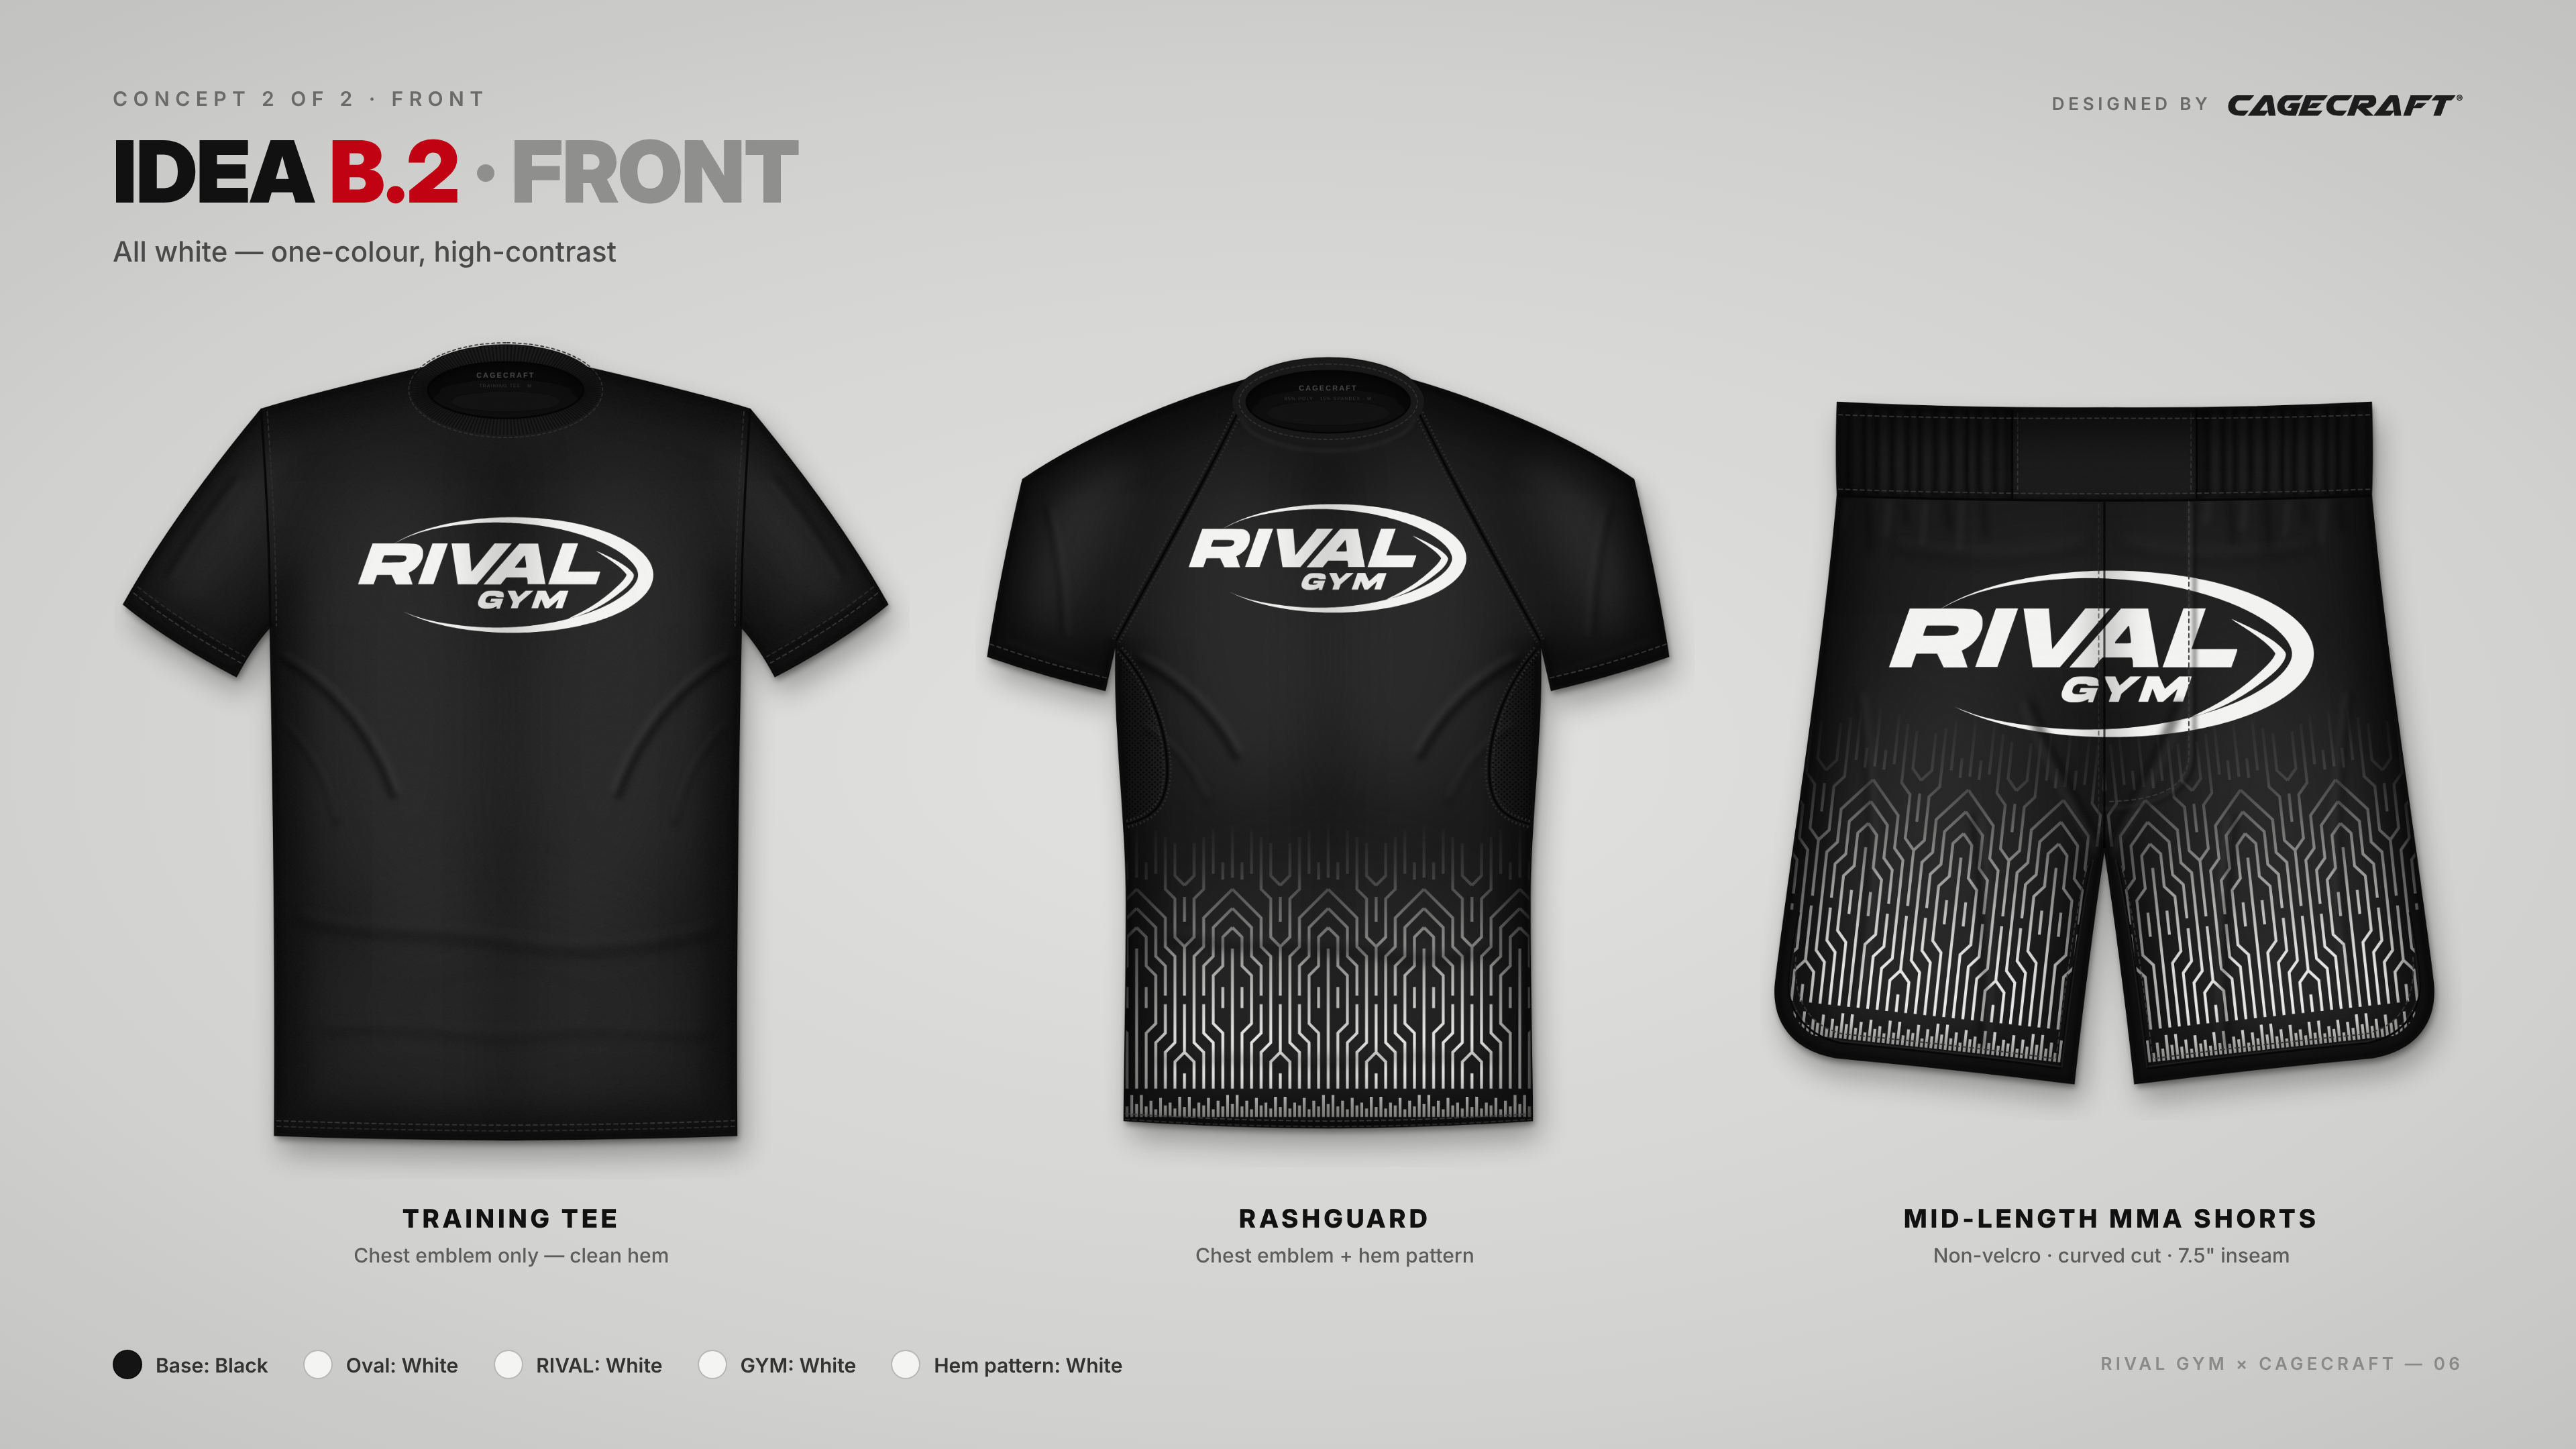 CONCEPT 2 OF 2 · FRONT
DESIGNED BY CAGECRAFT®
IDEA B.2 · FRONT
All white — one-colour, high-contrast
CAGECRAFT
TRAINING TEE · M
CAGECRAFT
RIVAL
GYM
RIVAL
GYM
RIVAL
GYM
TRAINING TEE
Chest emblem only — clean hem
RASHGUARD
Chest emblem + hem pattern
MID-LENGTH MMA SHORTS
Non-velcro · curved cut · 7.5" inseam
Base: Black
Oval: White
RIVAL: White
GYM: White
Hem pattern: White
RIVAL GYM × CAGECRAFT — 06